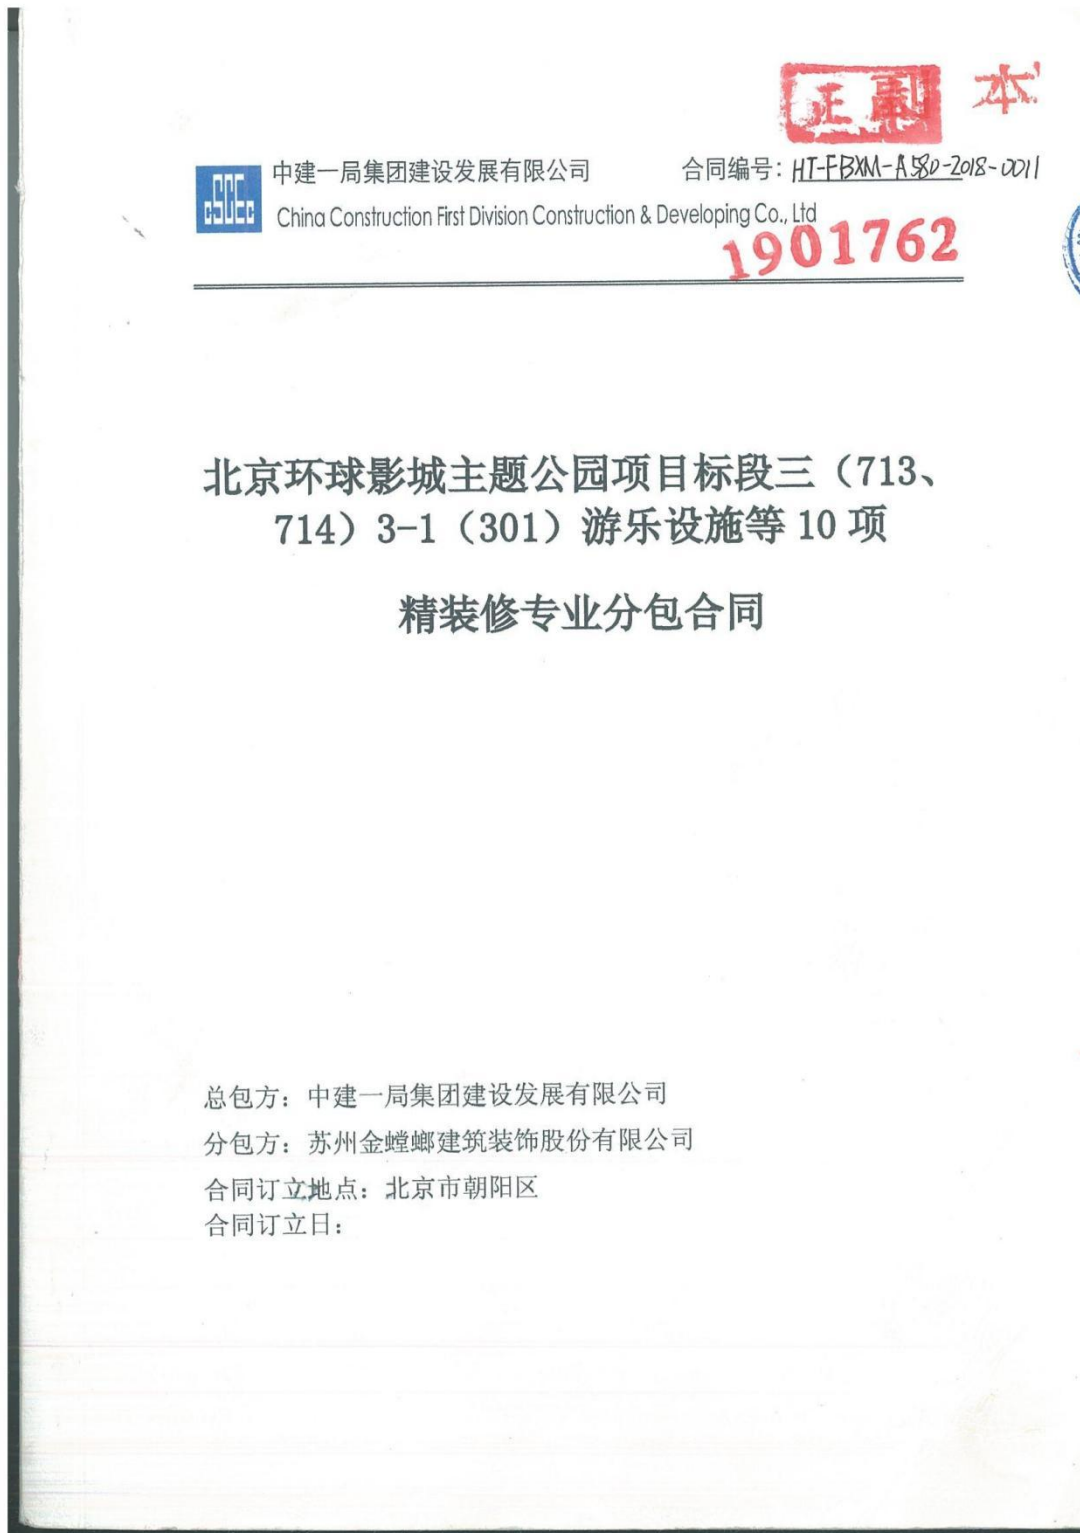 正副 本
中建一局集团建设发展有限公司 合同编号：HT-FBXM-A580-2018-0011
CSCEC China Construction First Division Construction & Developing Co., Ltd
1901762
北京环球影城主题公园项目标段三（713、
714）3-1（301）游乐设施等 10 项
精装修专业分包合同
总包方：中建一局集团建设发展有限公司
分包方：苏州金螳螂建筑装饰股份有限公司
合同订立地点：北京市朝阳区
合同订立日：